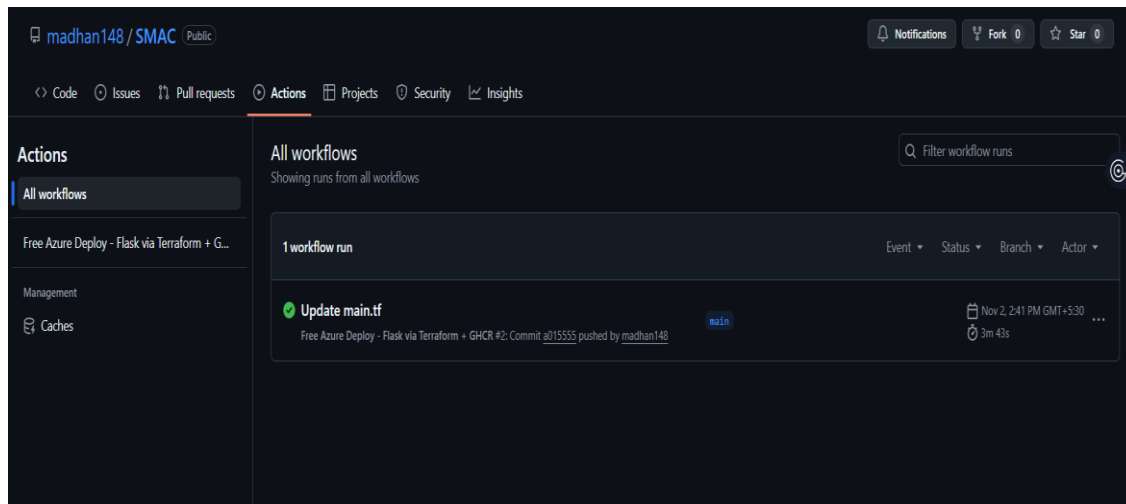 madhan148 / SMAC Public
Notifications
Fork 0
Star 0
Code
Issues
Pull requests
Actions
Projects
Security
Insights
Actions
All workflows
Free Azure Deploy - Flask via Terraform + G...
Management
Caches
All workflows
Showing runs from all workflows
Filter workflow runs
1 workflow run
Event
Status
Branch
Actor
Update main.tf
Free Azure Deploy - Flask via Terraform + GHCR #2: Commit a015555 pushed by madhan148
main
Nov 2, 2:41 PM GMT+5:30
3m 43s